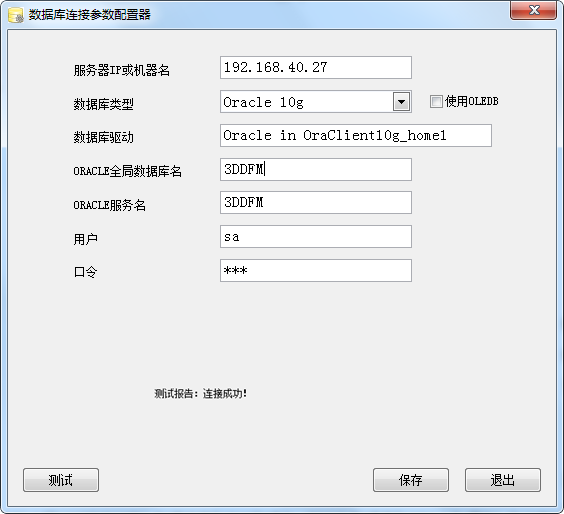 数据库连接参数配置器
服务器IP或机器名 192.168.40.27
数据库类型 Oracle 10g 使用OLEDB
数据库驱动 Oracle in OraClient10g_home1
ORACLE全局数据库名 3DDFM
ORACLE服务名 3DDFM
用户 sa
口令 ***
测试报告：连接成功!
测试 保存 退出